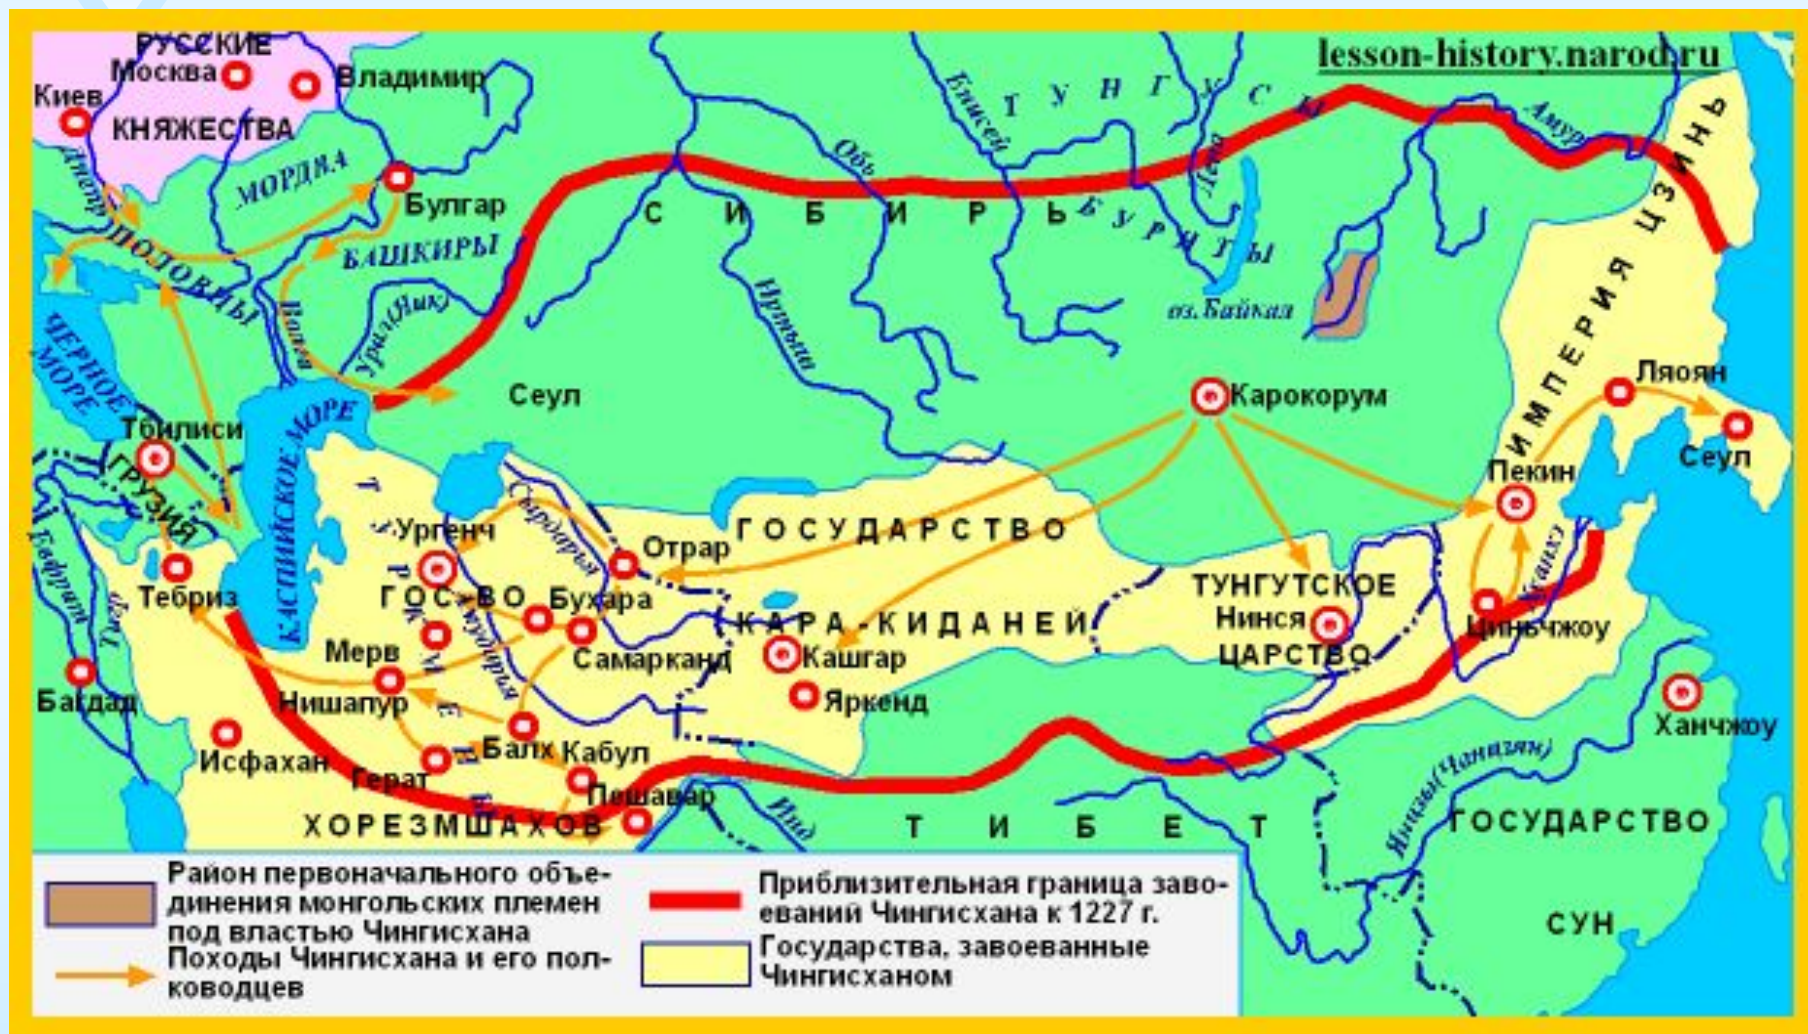 lesson-history.narod.ru
РУССКИЕ
Москва
Владимир
Киев
КНЯЖЕСТВА
Днепр
МОРДВА
Булгар
ПОЛОВЦЫ
БАШКИРЫ
Волга
Урал(Яик)
ЧЕРНОЕ
МОРЕ
КАСПИЙСКОЕ МОРЕ
Енисей
ТУНГУСЫ
Обь
Лена
Амур
СИБИРЬ
БУРЯТЫ
оз.Байкал
Иртыш
ИМПЕРИЯ ЦЗИНЬ
Сеул
Карокорум
Ляоян
Сеул
Пекин
Тбилиси
ГРУЗИЯ
Евфрат
Тигр
Тебриз
Багдад
Исфахан
ТУРКМЕНЫ
Ургенч
Сырдарья
Отрар
ГОСУДАРСТВО
КАРА-КИДАНЕЙ
ГОС-ВО
Бухара
Амударья
Самарканд
Мерв
Нишапур
Балх
Кабул
Герат
Пешавар
ХОРЕЗМШАХОВ
Кашгар
Яркенд
ТУНГУТСКОЕ
Нинся
ЦАРСТВО
Хуанхэ
Циньчжоу
Ханчжоу
Инд
ТИБЕТ
Янцзы(Чанцзян)
ГОСУДАРСТВО
СУН
Район первоначального объе-
динения монгольских племен
под властью Чингисхана
Походы Чингисхана и его пол-
ководцев
Приблизительная граница заво-
еваний Чингисхана к 1227 г.
Государства, завоеванные
Чингисханом